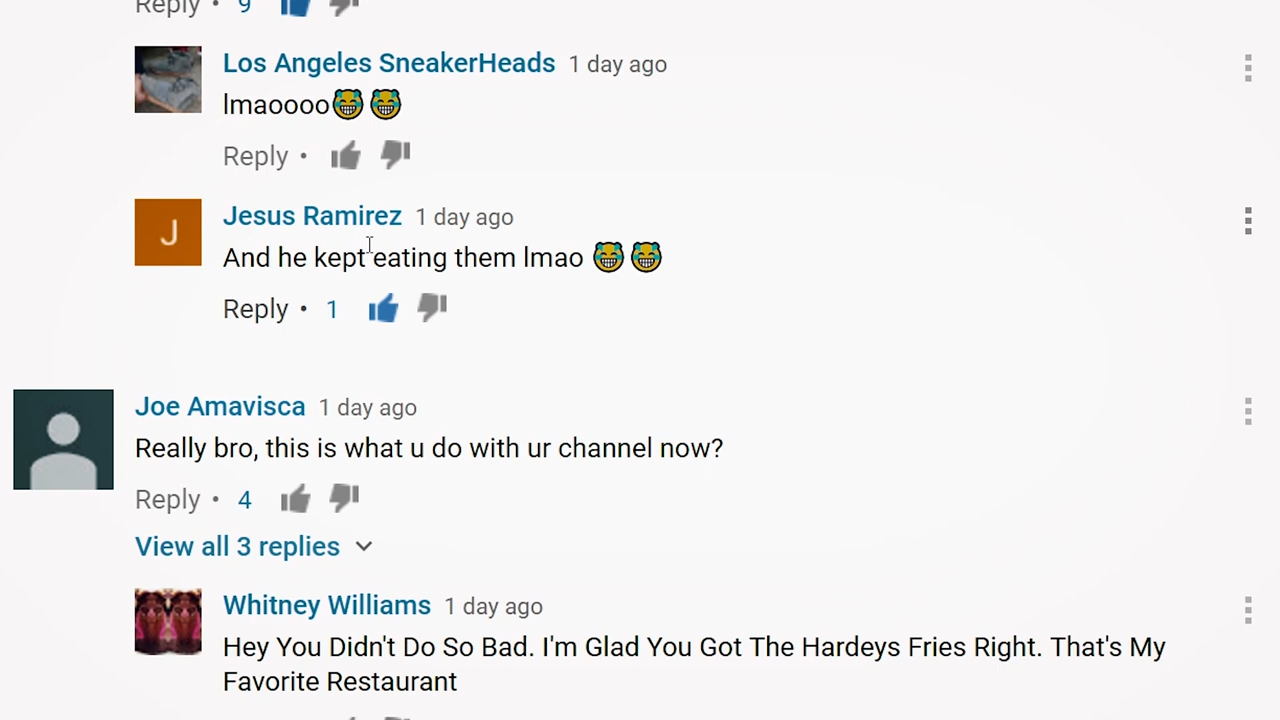 Reply • 9
Los Angeles SneakerHeads 1 day ago
lmaoooo😹😹
Reply •
J
Jesus Ramirez 1 day ago
And he kept eating them lmao 😹😹
Reply • 1
Joe Amavisca 1 day ago
Really bro, this is what u do with ur channel now?
Reply • 4
View all 3 replies
Whitney Williams 1 day ago
Hey You Didn't Do So Bad. I'm Glad You Got The Hardeys Fries Right. That's My
Favorite Restaurant